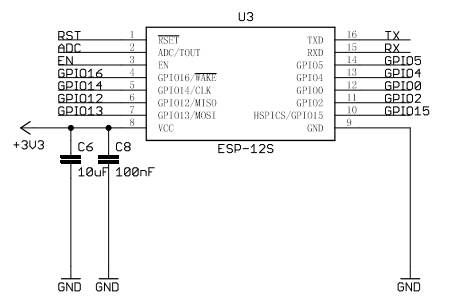 U3
RST 1 RSET TXD 16 TX
ADC 2 ADC/TOUT RXD 15 RX
EN 3 EN GPIO5 14 GPIO5
GPIO16 4 GPIO16/WAKE GPIO4 13 GPIO4
GPIO14 5 GPIO14/CLK GPIO0 12 GPIO0
GPIO12 6 GPIO12/MISO GPIO2 11 GPIO2
GPIO13 7 GPIO13/MOSI HSPICS/GPIO15 10 GPIO15
8 VCC GND 9
+3V3
ESP-12S
C6 C8
10uF 100nF
GND GND GND